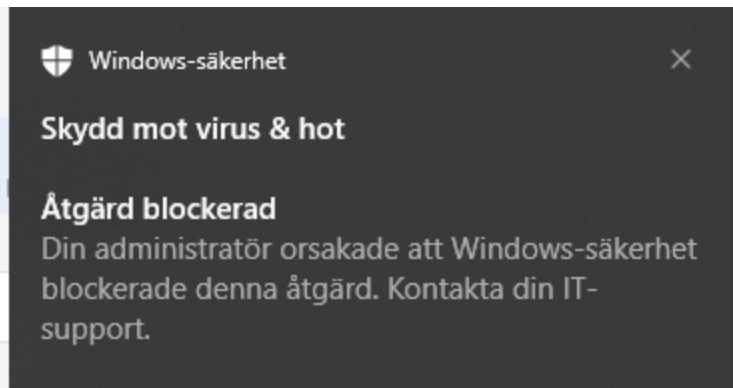 Windows-säkerhet
Skydd mot virus & hot
Åtgärd blockerad
Din administratör orsakade att Windows-säkerhet
blockerade denna åtgärd. Kontakta din IT-
support.